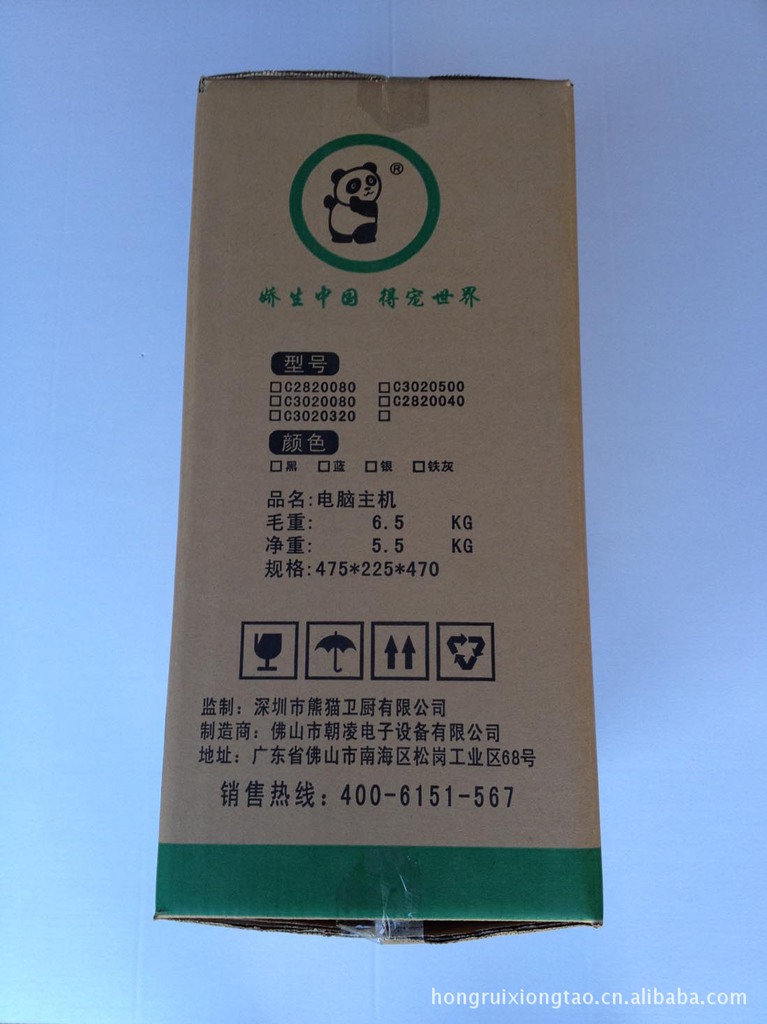 ®
娇生中国 得宠世界
型号
□C2820080 □C3020500
□C3020080 □C2820040
□C3020320 □
颜色
□黑 □蓝 □银 □铁灰
品名:电脑主机
毛重: 6.5 KG
净重: 5.5 KG
规格:475*225*470
监制：深圳市熊猫卫厨有限公司
制造商：佛山市朝凌电子设备有限公司
地址：广东省佛山市南海区松岗工业区68号
销售热线：400-6151-567
hongruixiongtao.cn.alibaba.com